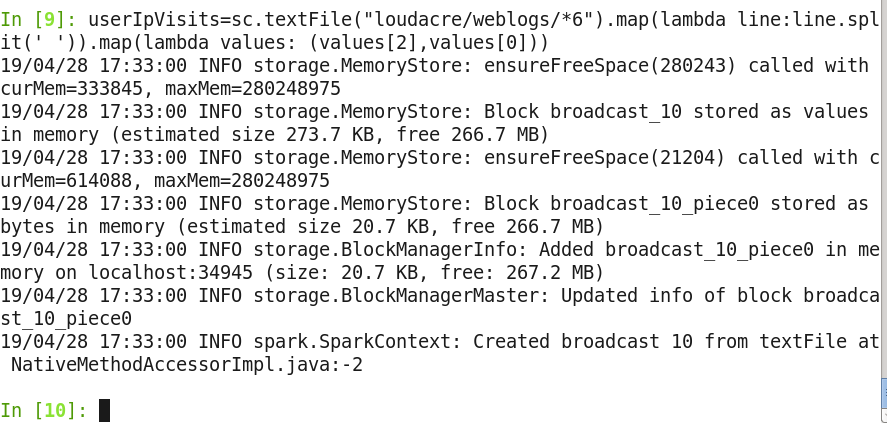 In [9]: userIpVisits=sc.textFile("loudacre/weblogs/*6").map(lambda line:line.spl
it(' ')).map(lambda values: (values[2],values[0]))
19/04/28 17:33:00 INFO storage.MemoryStore: ensureFreeSpace(280243) called with
curMem=333845, maxMem=280248975
19/04/28 17:33:00 INFO storage.MemoryStore: Block broadcast_10 stored as values
in memory (estimated size 273.7 KB, free 266.7 MB)
19/04/28 17:33:00 INFO storage.MemoryStore: ensureFreeSpace(21204) called with c
urMem=614088, maxMem=280248975
19/04/28 17:33:00 INFO storage.MemoryStore: Block broadcast_10_piece0 stored as
bytes in memory (estimated size 20.7 KB, free 266.7 MB)
19/04/28 17:33:00 INFO storage.BlockManagerInfo: Added broadcast_10_piece0 in me
mory on localhost:34945 (size: 20.7 KB, free: 267.2 MB)
19/04/28 17:33:00 INFO storage.BlockManagerMaster: Updated info of block broadca
st_10_piece0
19/04/28 17:33:00 INFO spark.SparkContext: Created broadcast 10 from textFile at
 NativeMethodAccessorImpl.java:-2
In [10]: